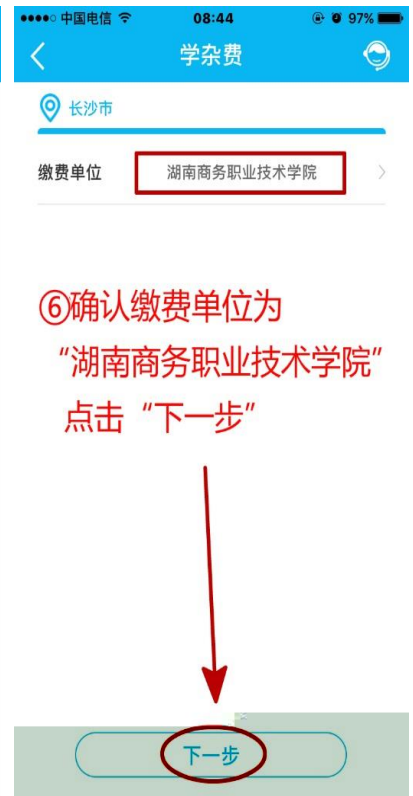 中国电信 08:44 97%
学杂费
长沙市
缴费单位 湖南商务职业技术学院
⑥确认缴费单位为
“湖南商务职业技术学院”
点击“下一步”
下一步